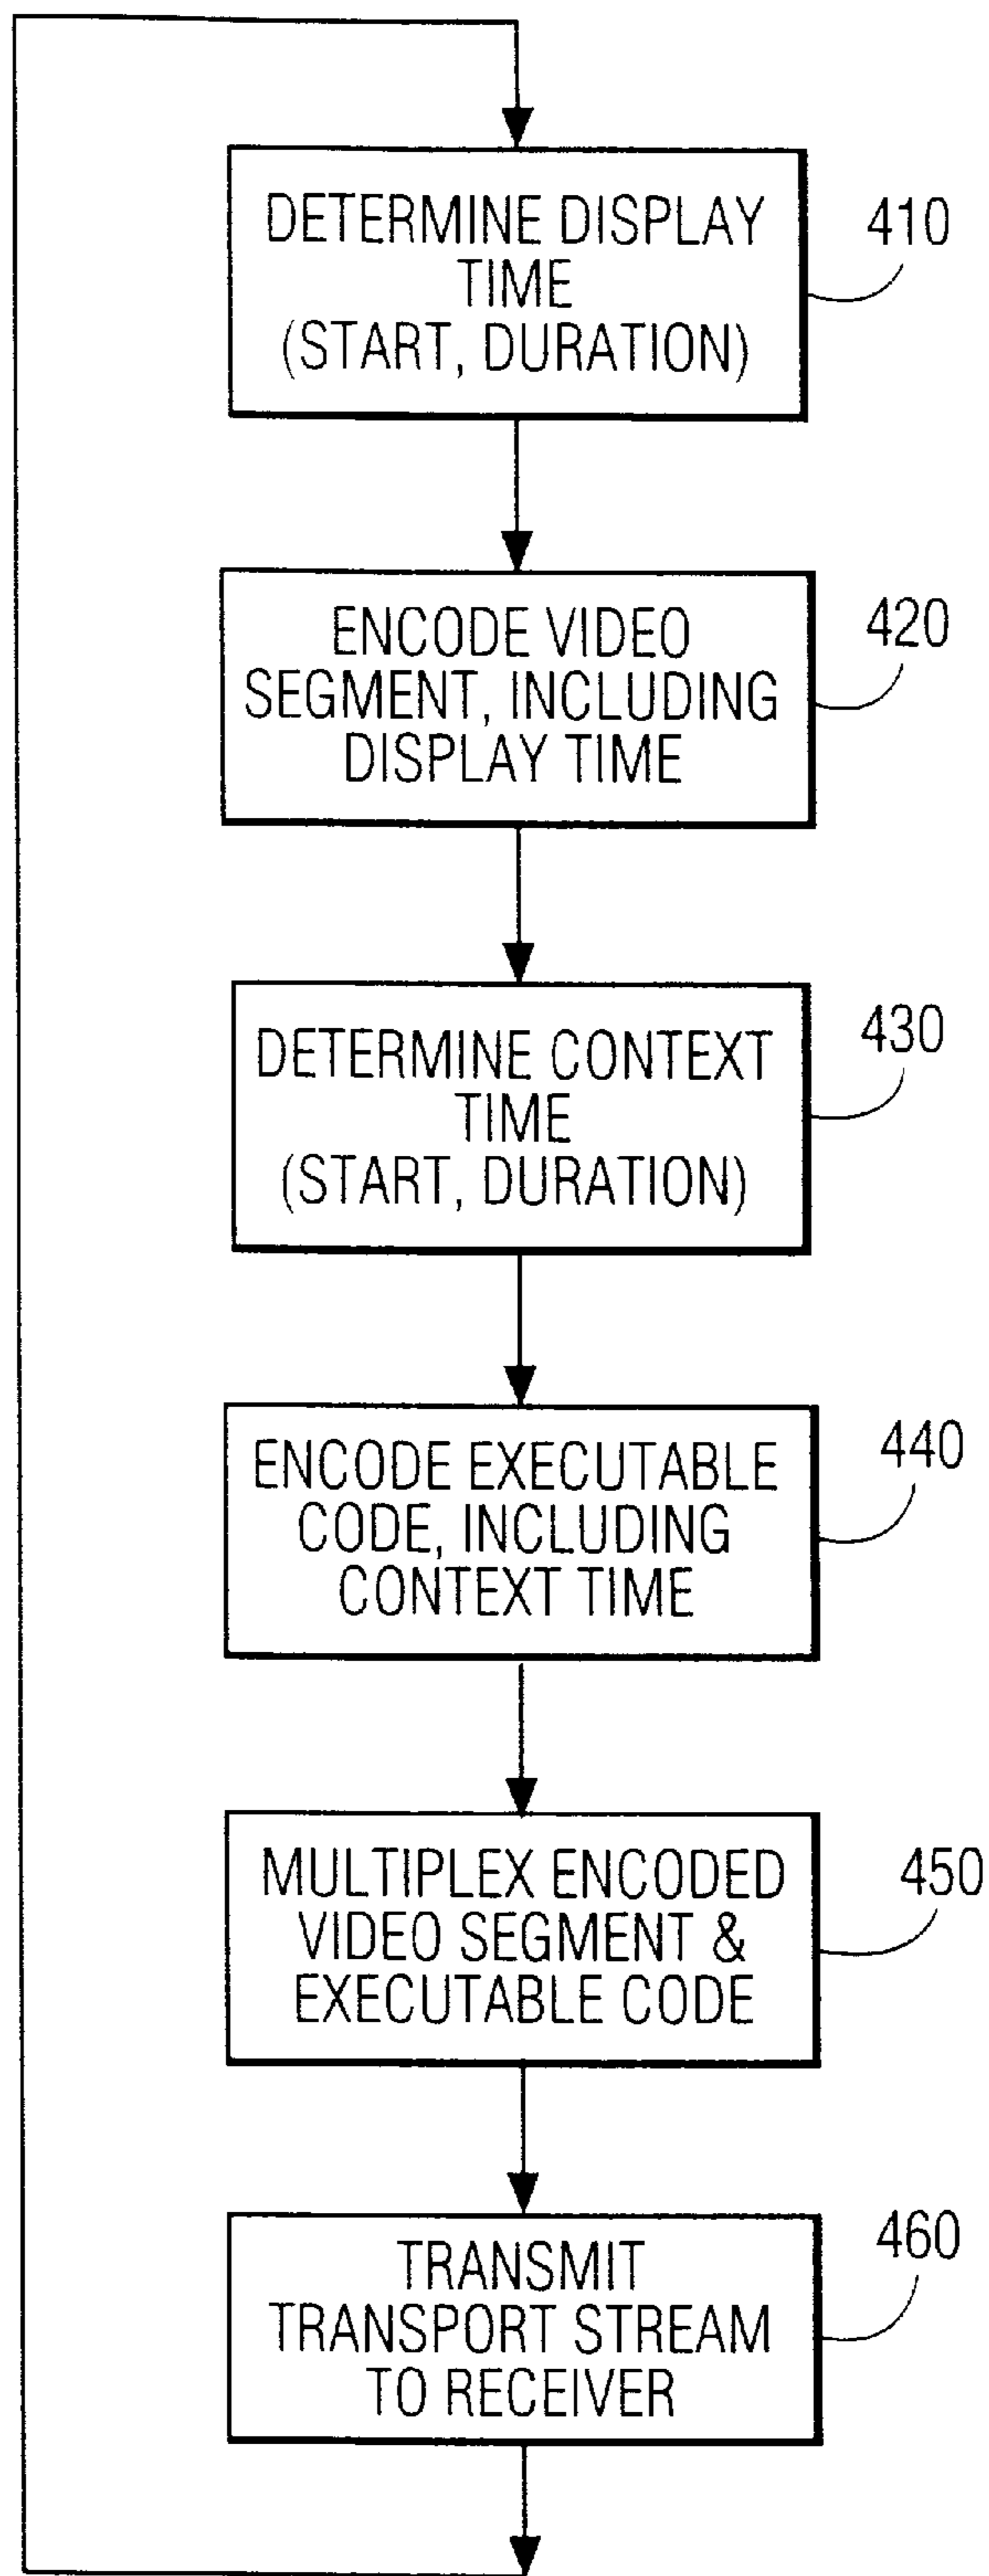 DETERMINE DISPLAY
TIME
(START, DURATION)
410
ENCODE VIDEO
SEGMENT, INCLUDING
DISPLAY TIME
420
DETERMINE CONTEXT
TIME
(START, DURATION)
430
ENCODE EXECUTABLE
CODE, INCLUDING
CONTEXT TIME
440
MULTIPLEX ENCODED
VIDEO SEGMENT &
EXECUTABLE CODE
450
TRANSMIT
TRANSPORT STREAM
TO RECEIVER
460